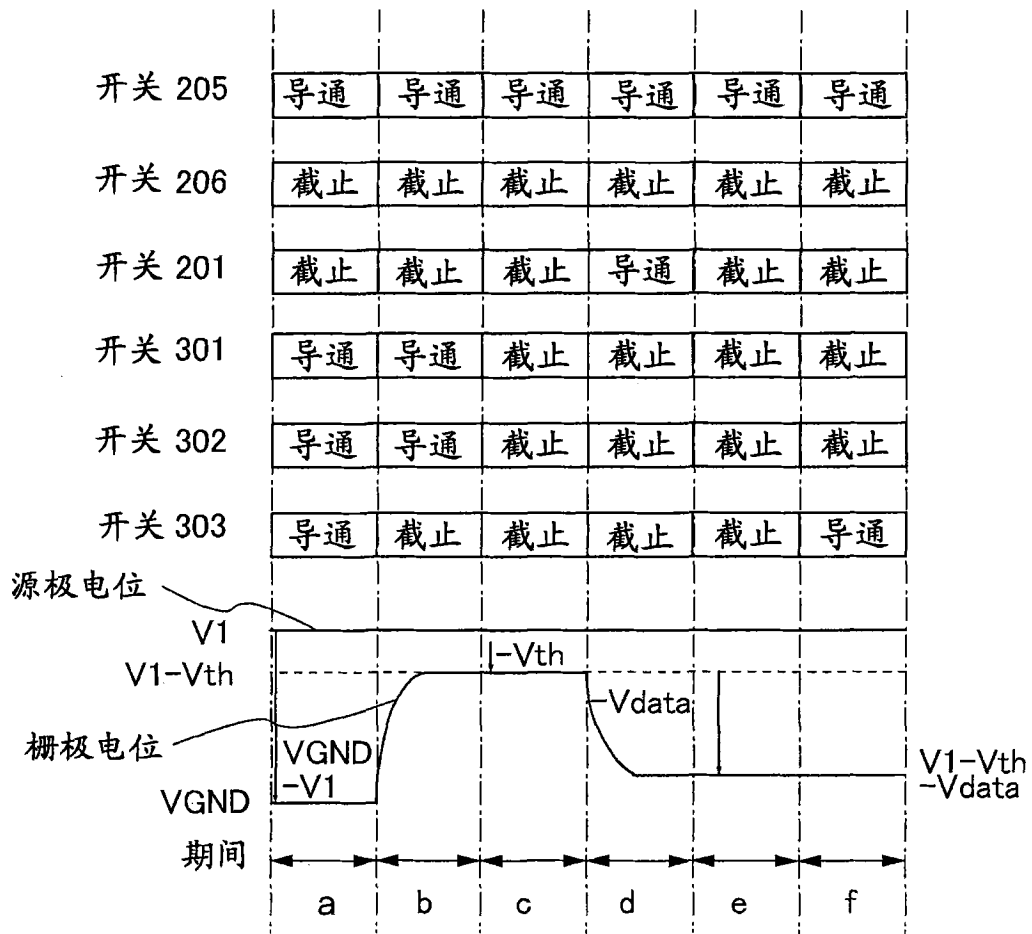 开关 205 导通 导通 导通 导通 导通 导通
开关 206 截止 截止 截止 截止 截止 截止
开关 201 截止 截止 截止 导通 截止 截止
开关 301 导通 导通 截止 截止 截止 截止
开关 302 导通 导通 截止 截止 截止 截止
开关 303 导通 截止 截止 截止 截止 导通
源极电位
V1
V1-Vth
-Vth
-Vdata
栅极电位
VGND
-V1
V1-Vth
-Vdata
VGND
期间
a b c d e f